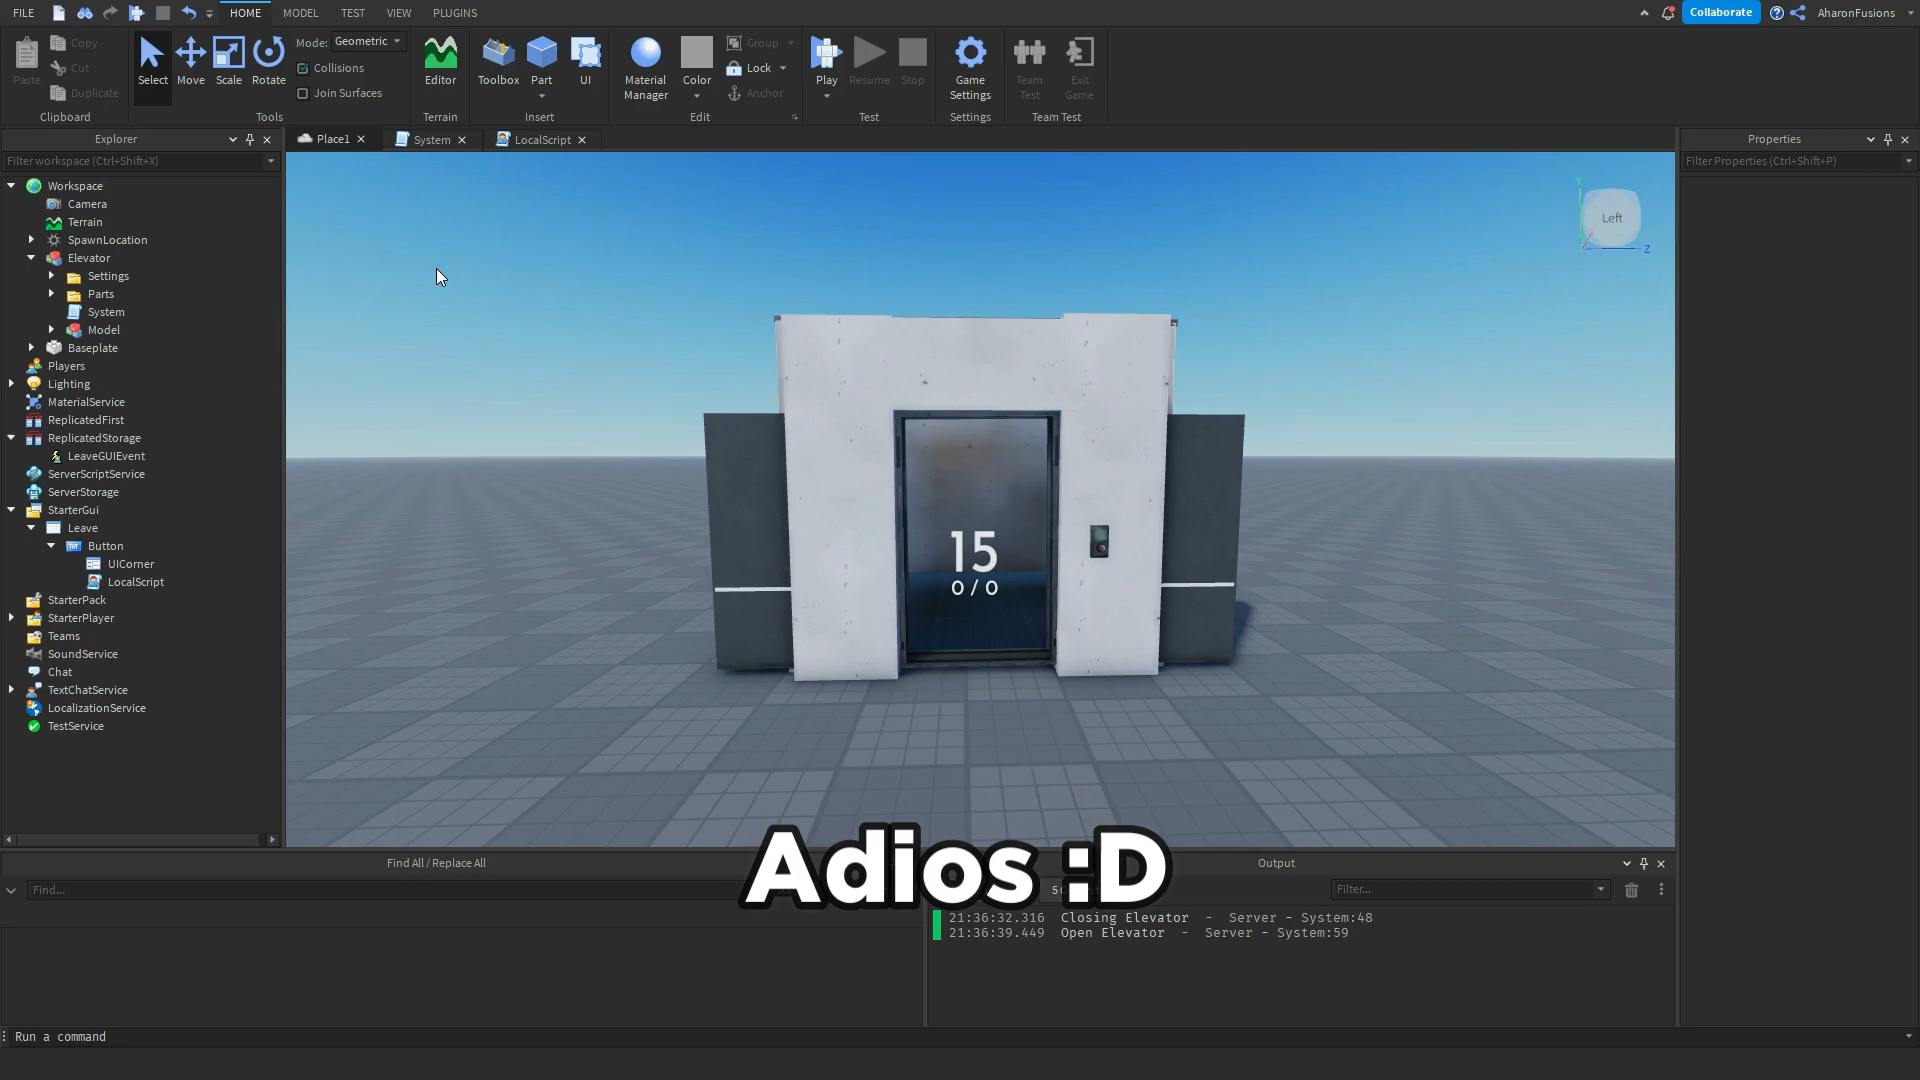 FILE
HOME
MODEL
TEST
VIEW
PLUGINS
Collaborate
AharonFusions
Paste
Copy
Cut
Duplicate
Clipboard
Select
Move
Scale
Rotate
Mode: Geometric
Collisions
Join Surfaces
Tools
Editor
Terrain
Toolbox
Part
UI
Insert
Material
Manager
Color
Group
Lock
Anchor
Edit
Play
Resume
Stop
Test
Game
Settings
Settings
Team
Test
Exit
Game
Team Test
Explorer
Filter workspace (Ctrl+Shift+X)
Workspace
Camera
Terrain
SpawnLocation
Elevator
Settings
Parts
System
Model
Baseplate
Players
Lighting
MaterialService
ReplicatedFirst
ReplicatedStorage
LeaveGUIEvent
ServerScriptService
ServerStorage
StarterGui
Leave
TXT
Button
UICorner
LocalScript
StarterPack
StarterPlayer
Teams
SoundService
Chat
TextChatService
LocalizationService
TestService
Place1
System
LocalScript
Y
Left
Z
15
0 / 0
Properties
Filter Properties (Ctrl+Shift+P)
Adios :D
Find All / Replace All
Find...
Output
Filter...
21:36:32.316 Closing Elevator - Server - System:48
21:36:39.449 Open Elevator - Server - System:59
Run a command